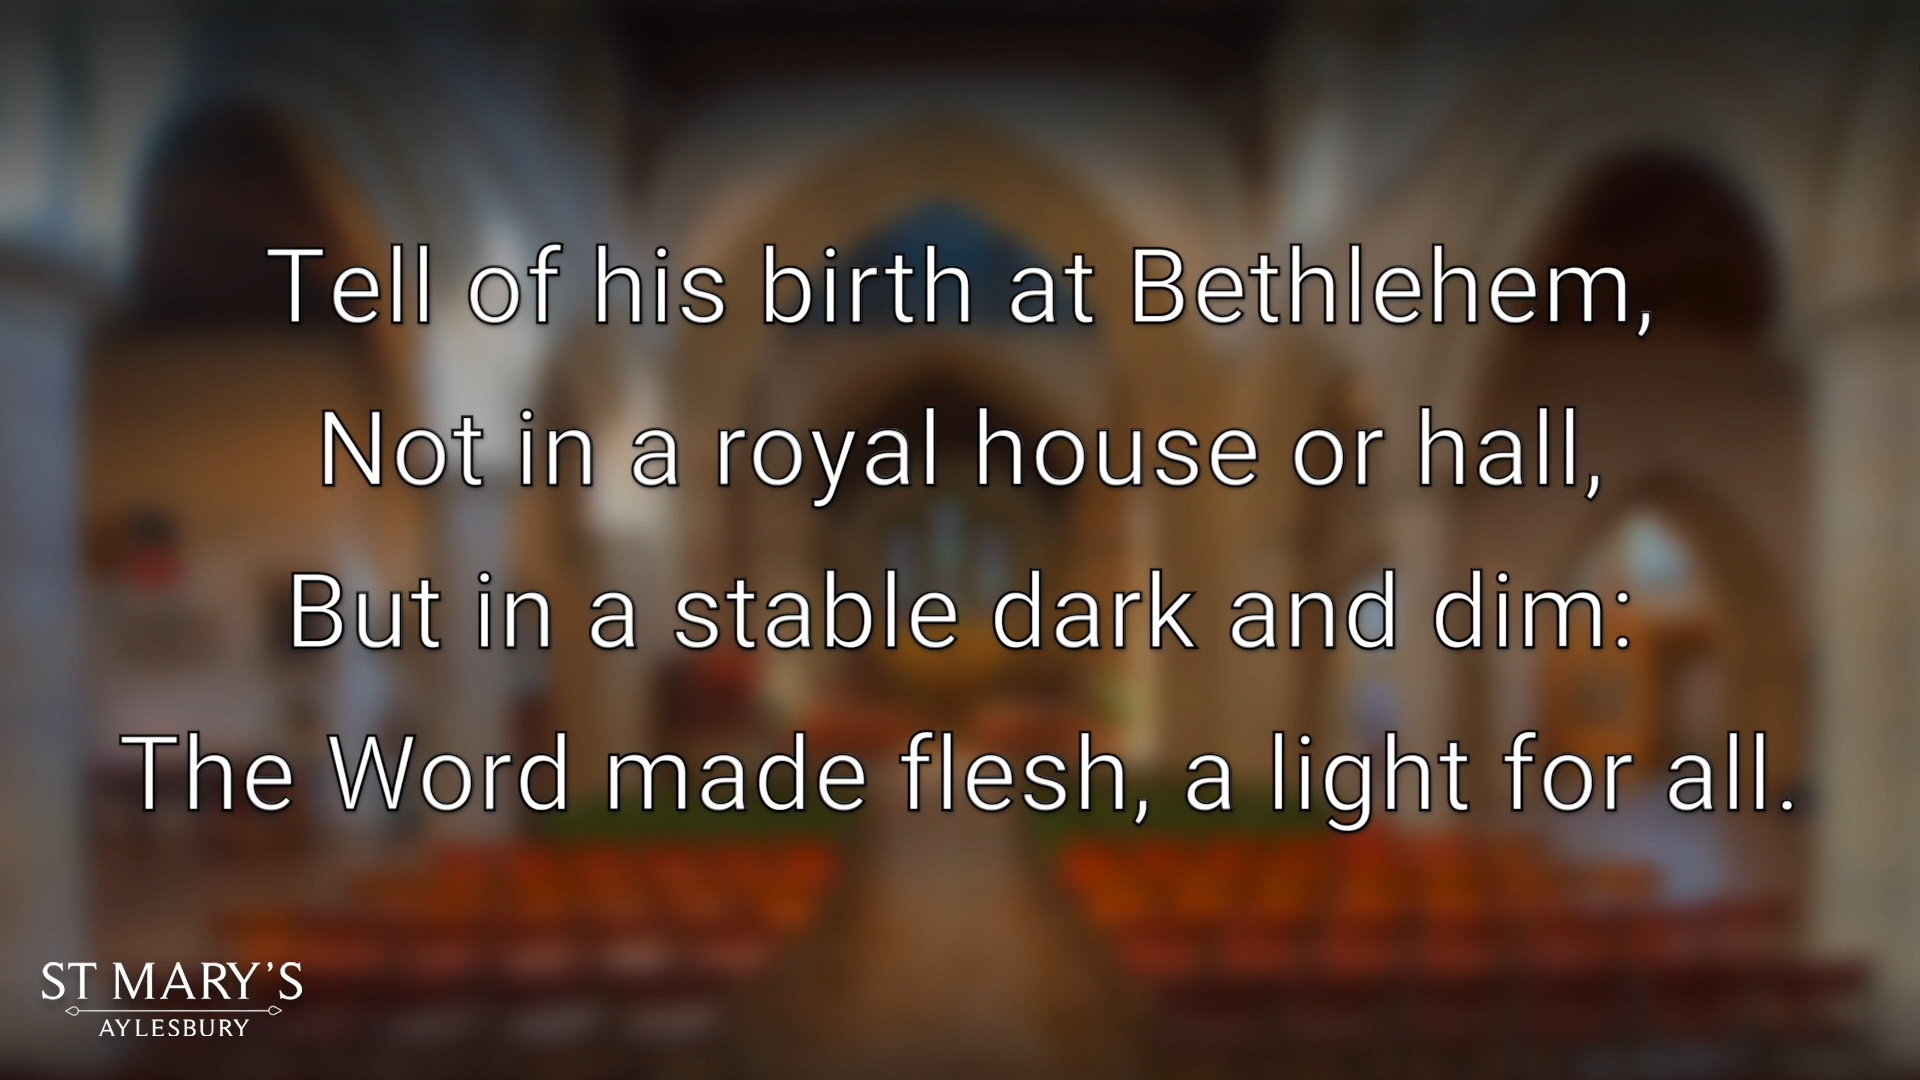 Tell of his birth at Bethlehem,
Not in a royal house or hall,
But in a stable dark and dim:
The Word made flesh, a light for all.
ST MARY'S
AYLESBURY